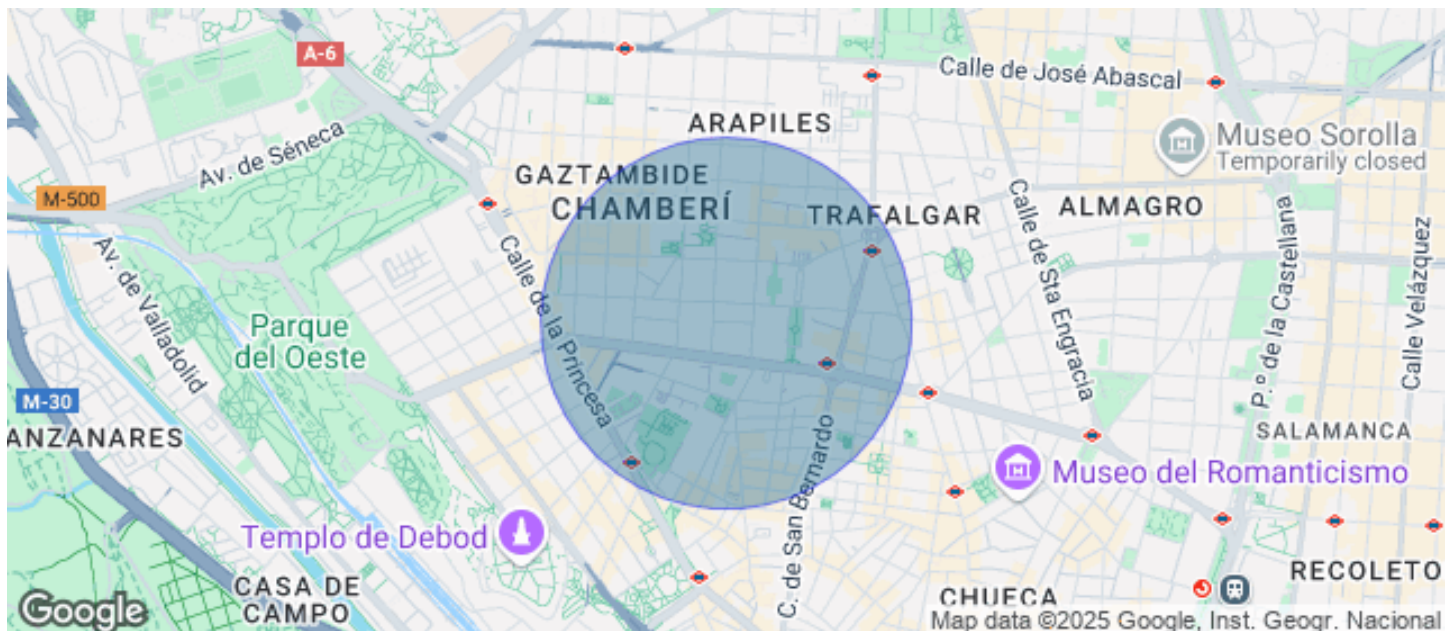 A-6
Calle de José Abascal
ARAPILES
Museo Sorolla
Temporarily closed
Av. de Séneca
GAZTAMBIDE
CHAMBERÍ
M-500
TRAFALGAR
ALMAGRO
Calle de Sta Engracia
P.º de la Castellana
Calle Velázquez
Av. de Valladolid
Calle de la Princesa
Parque
del Oeste
M-30
ANZANARES
SALAMANCA
C. de San Bernardo
Museo del Romanticismo
Templo de Debod
CASA DE
CAMPO
CHUECA
RECOLETO
Google
Map data ©2025 Google, Inst. Geogr. Nacional